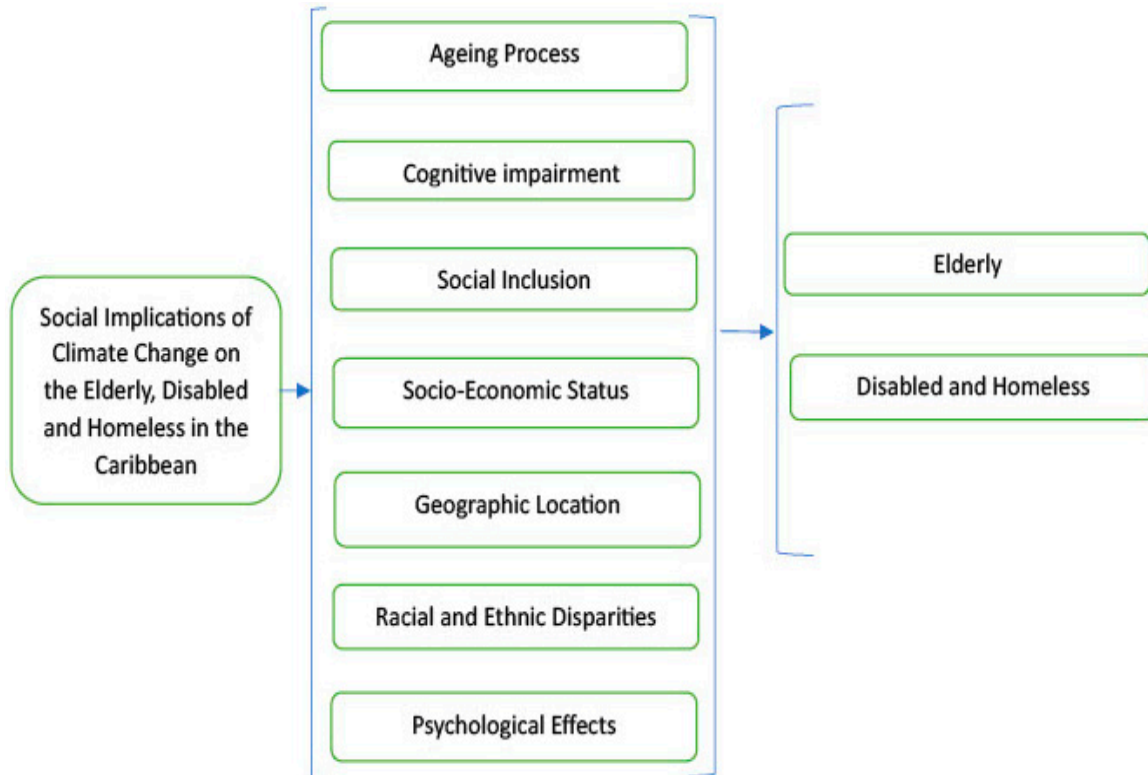 Social Implications of
Climate Change on
the Elderly, Disabled
and Homeless in the
Caribbean
Ageing Process
Cognitive impairment
Social Inclusion
Socio-Economic Status
Geographic Location
Racial and Ethnic Disparities
Psychological Effects
Elderly
Disabled and Homeless